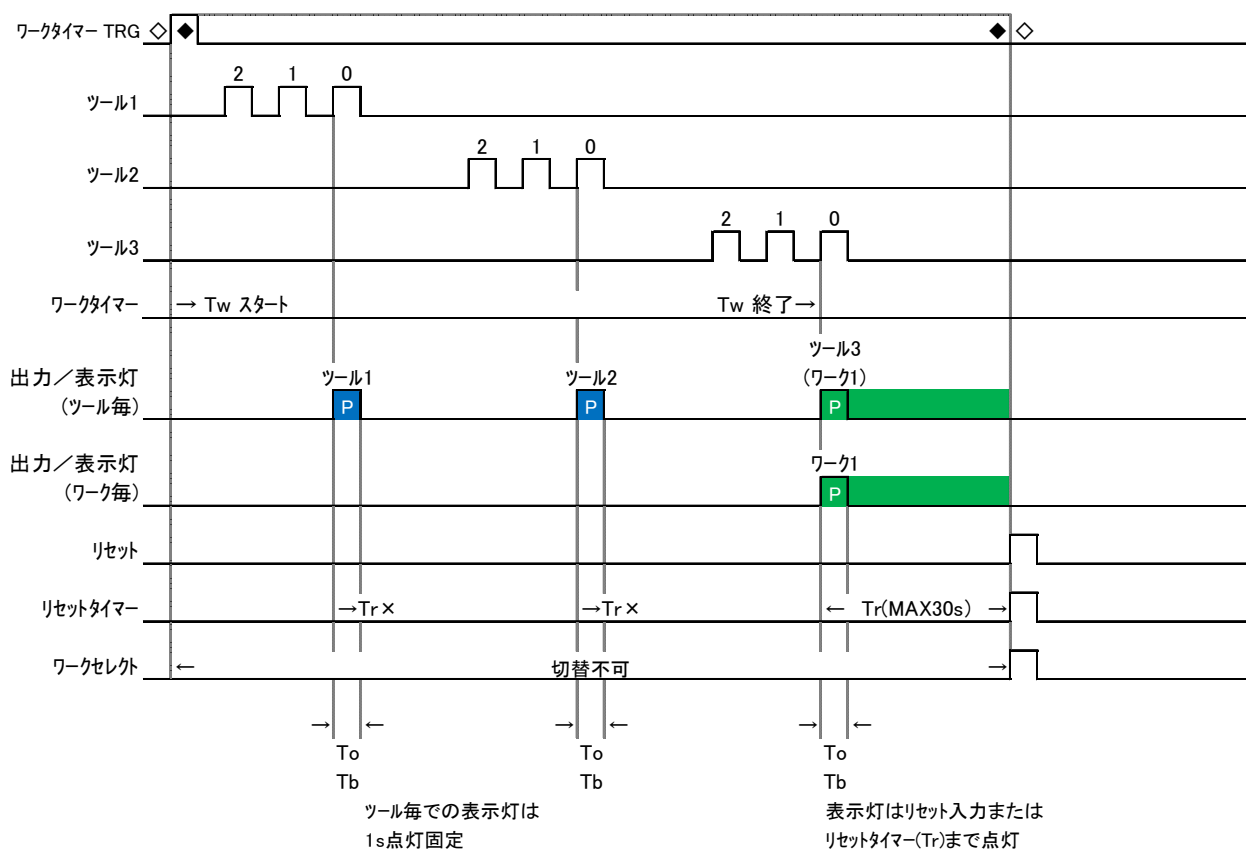 ワークタイマー TRG ◇ ◆ ◆ ◇
2 1 0
ツール1
2 1 0
ツール2
2 1 0
ツール3
ワークタイマー → Tw スタート Tw 終了→
ツール3
出力／表示灯 ツール1 ツール2 (ワーク1)
(ツール毎) P P P
出力／表示灯 ワーク1
(ワーク毎) P
リセット
リセットタイマー →Tr× →Tr× ← Tr(MAX30s) →
ワークセレクト ← 切替不可 →
→ ← → ← → ←
To To To
Tb Tb Tb
ツール毎での表示灯は
1s点灯固定
表示灯はリセット入力または
リセットタイマー(Tr)まで点灯